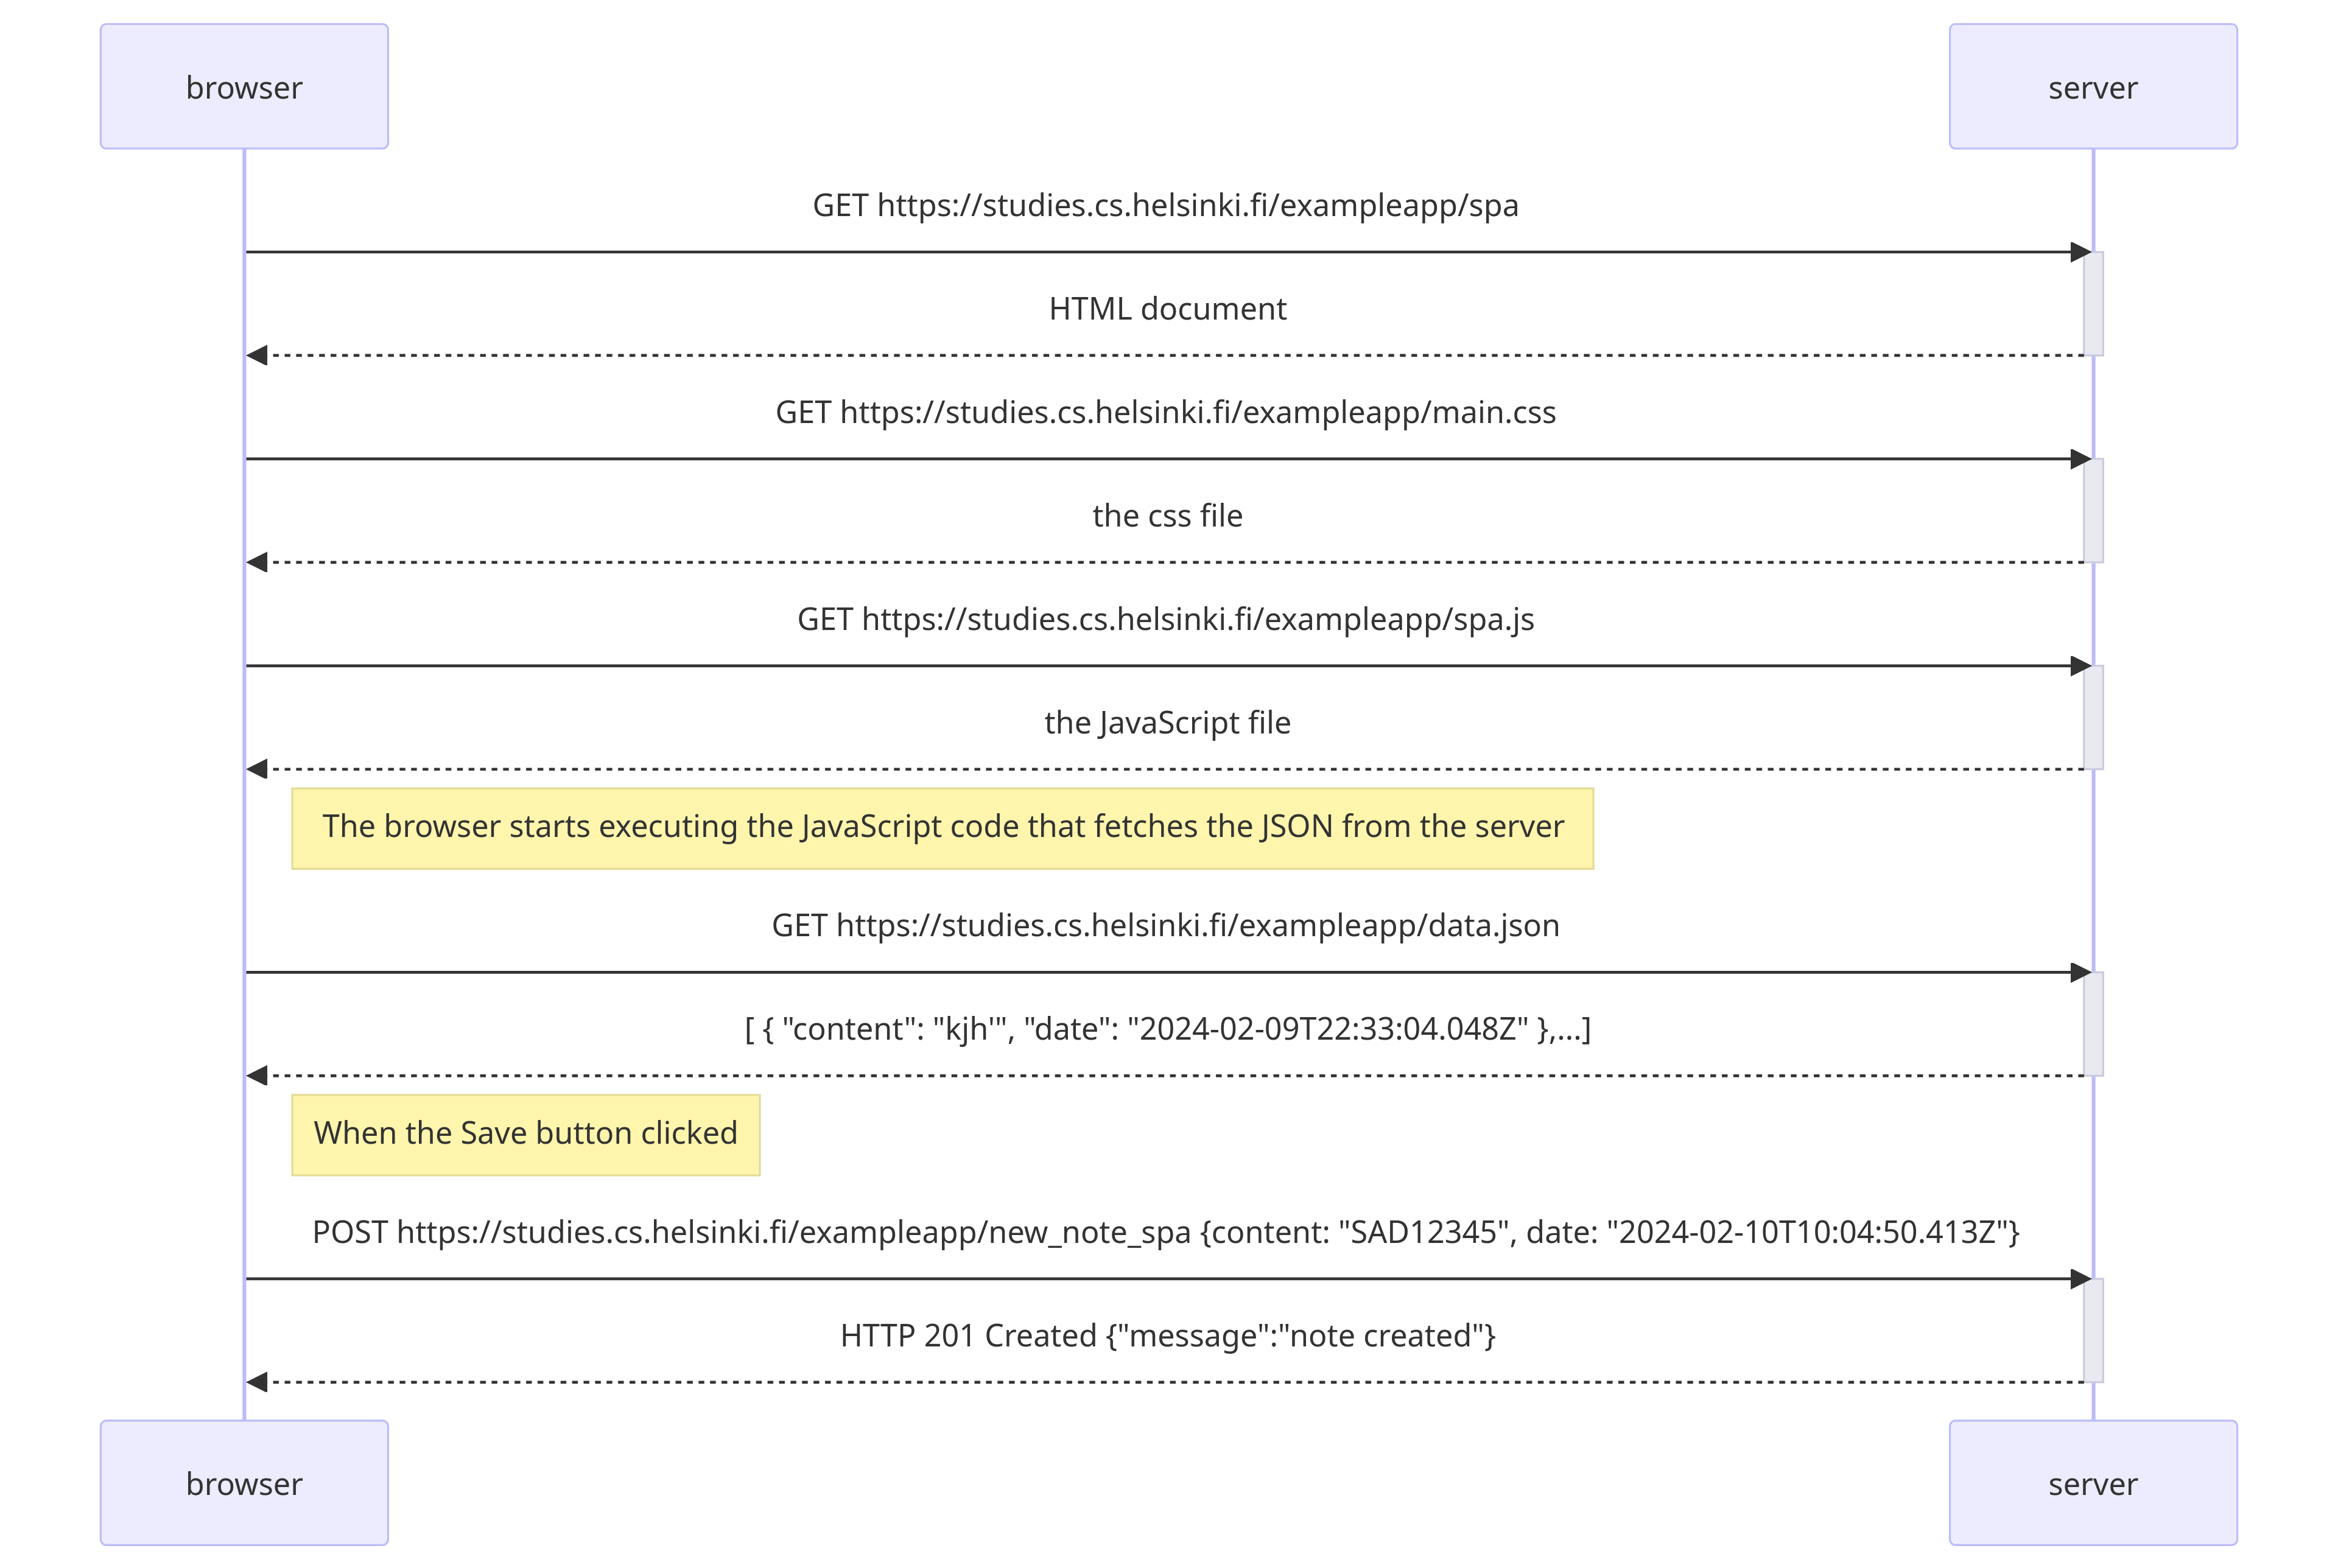 browser
server
GET https://studies.cs.helsinki.fi/exampleapp/spa
HTML document
GET https://studies.cs.helsinki.fi/exampleapp/main.css
the css file
GET https://studies.cs.helsinki.fi/exampleapp/spa.js
the JavaScript file
The browser starts executing the JavaScript code that fetches the JSON from the server
GET https://studies.cs.helsinki.fi/exampleapp/data.json
[ { "content": "kjh'", "date": "2024-02-09T22:33:04.048Z" },...]
When the Save button clicked
POST https://studies.cs.helsinki.fi/exampleapp/new_note_spa {content: "SAD12345", date: "2024-02-10T10:04:50.413Z"}
HTTP 201 Created {"message":"note created"}
browser
server